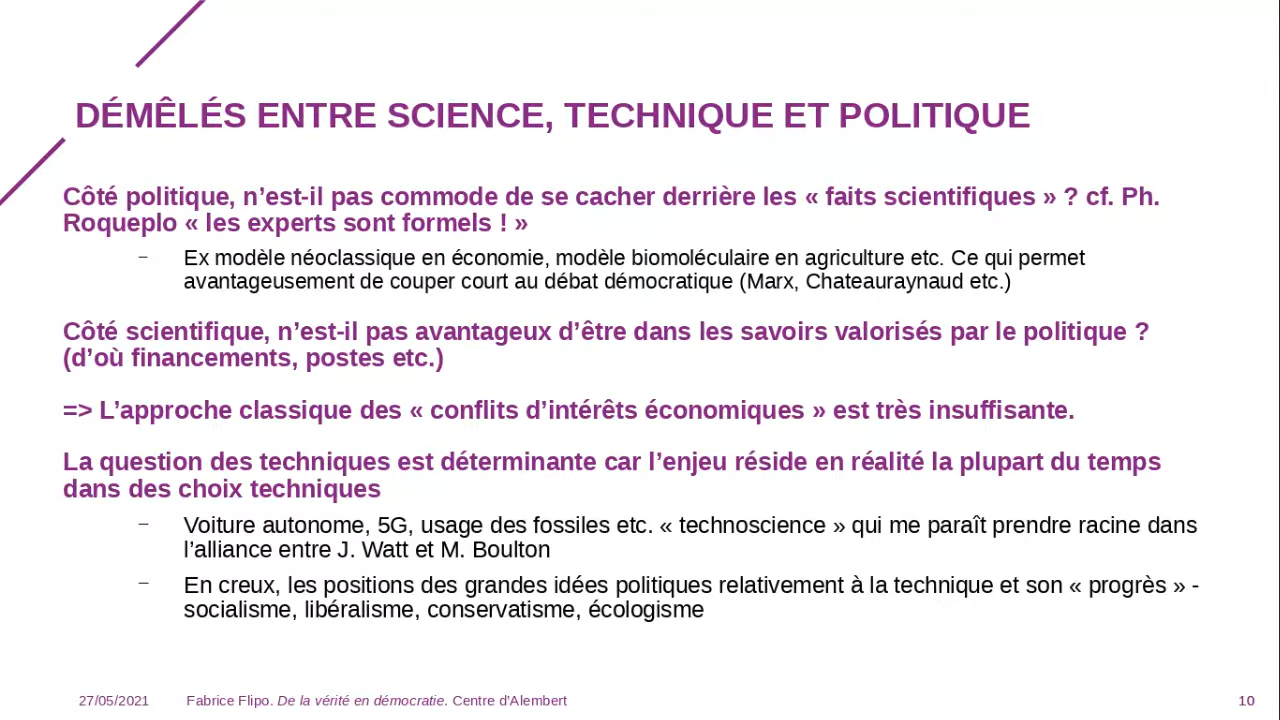 DÉMÊLÉS ENTRE SCIENCE, TECHNIQUE ET POLITIQUE
Côté politique, n’est-il pas commode de se cacher derrière les « faits scientifiques » ? cf. Ph.
Roqueplo « les experts sont formels ! »
– Ex modèle néoclassique en économie, modèle biomoléculaire en agriculture etc. Ce qui permet
avantageusement de couper court au débat démocratique (Marx, Chateauraynaud etc.)
Côté scientifique, n’est-il pas avantageux d’être dans les savoirs valorisés par le politique ?
(d’où financements, postes etc.)
=> L’approche classique des « conflits d’intérêts économiques » est très insuffisante.
La question des techniques est déterminante car l’enjeu réside en réalité la plupart du temps
dans des choix techniques
– Voiture autonome, 5G, usage des fossiles etc. « technoscience » qui me paraît prendre racine dans
l’alliance entre J. Watt et M. Boulton
– En creux, les positions des grandes idées politiques relativement à la technique et son « progrès » -
socialisme, libéralisme, conservatisme, écologisme
27/05/2021 Fabrice Flipo. De la vérité en démocratie. Centre d’Alembert 10